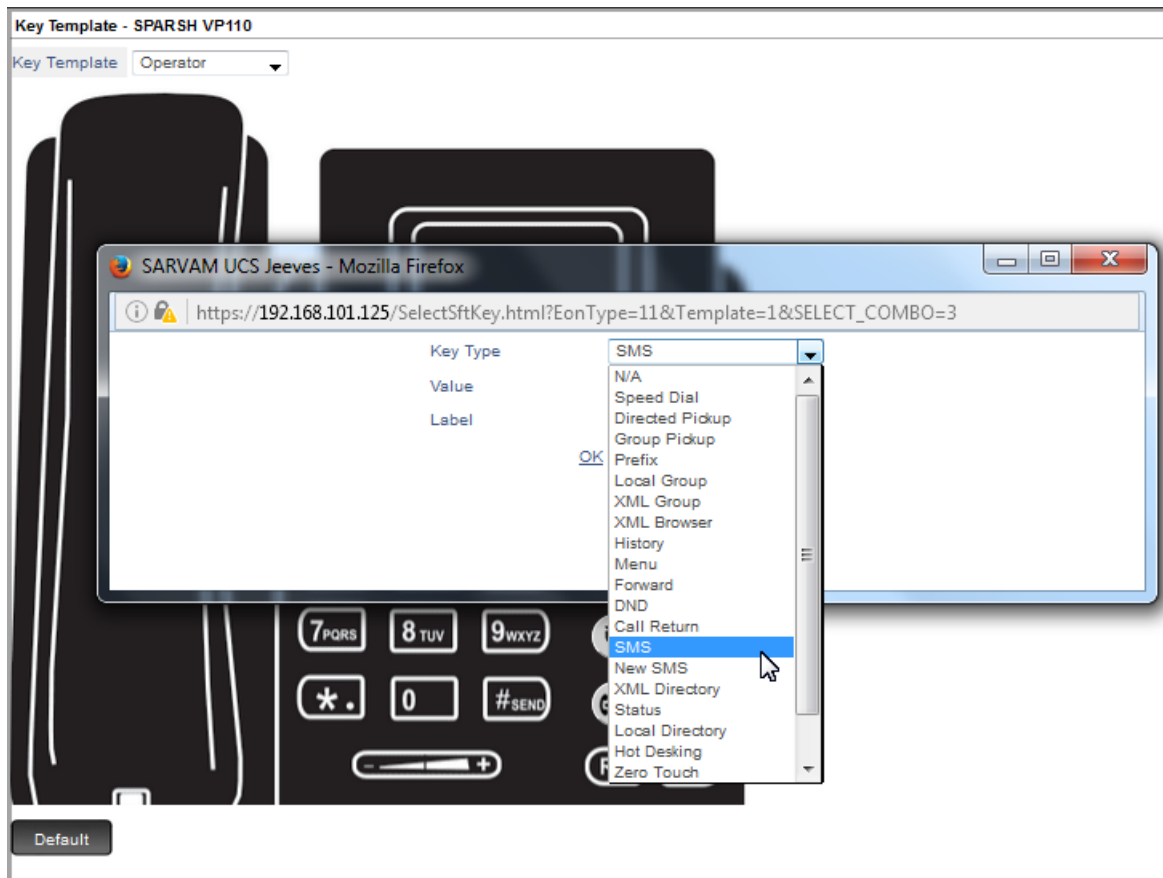 Key Template - SPARSH VP110
Key Template Operator
SARVAM UCS Jeeves - Mozilla Firefox
https://192.168.101.125/SelectSftKey.html?EonType=11&Template=1&SELECT_COMBO=3
Key Type SMS
Value
Label
OK
N/A
Speed Dial
Directed Pickup
Group Pickup
Prefix
Local Group
XML Group
XML Browser
History
Menu
Forward
DND
Call Return
SMS
New SMS
XML Directory
Status
Local Directory
Hot Desking
Zero Touch
7PQRS 8TUV 9WXYZ
*. 0 #SEND
- +
R
Default